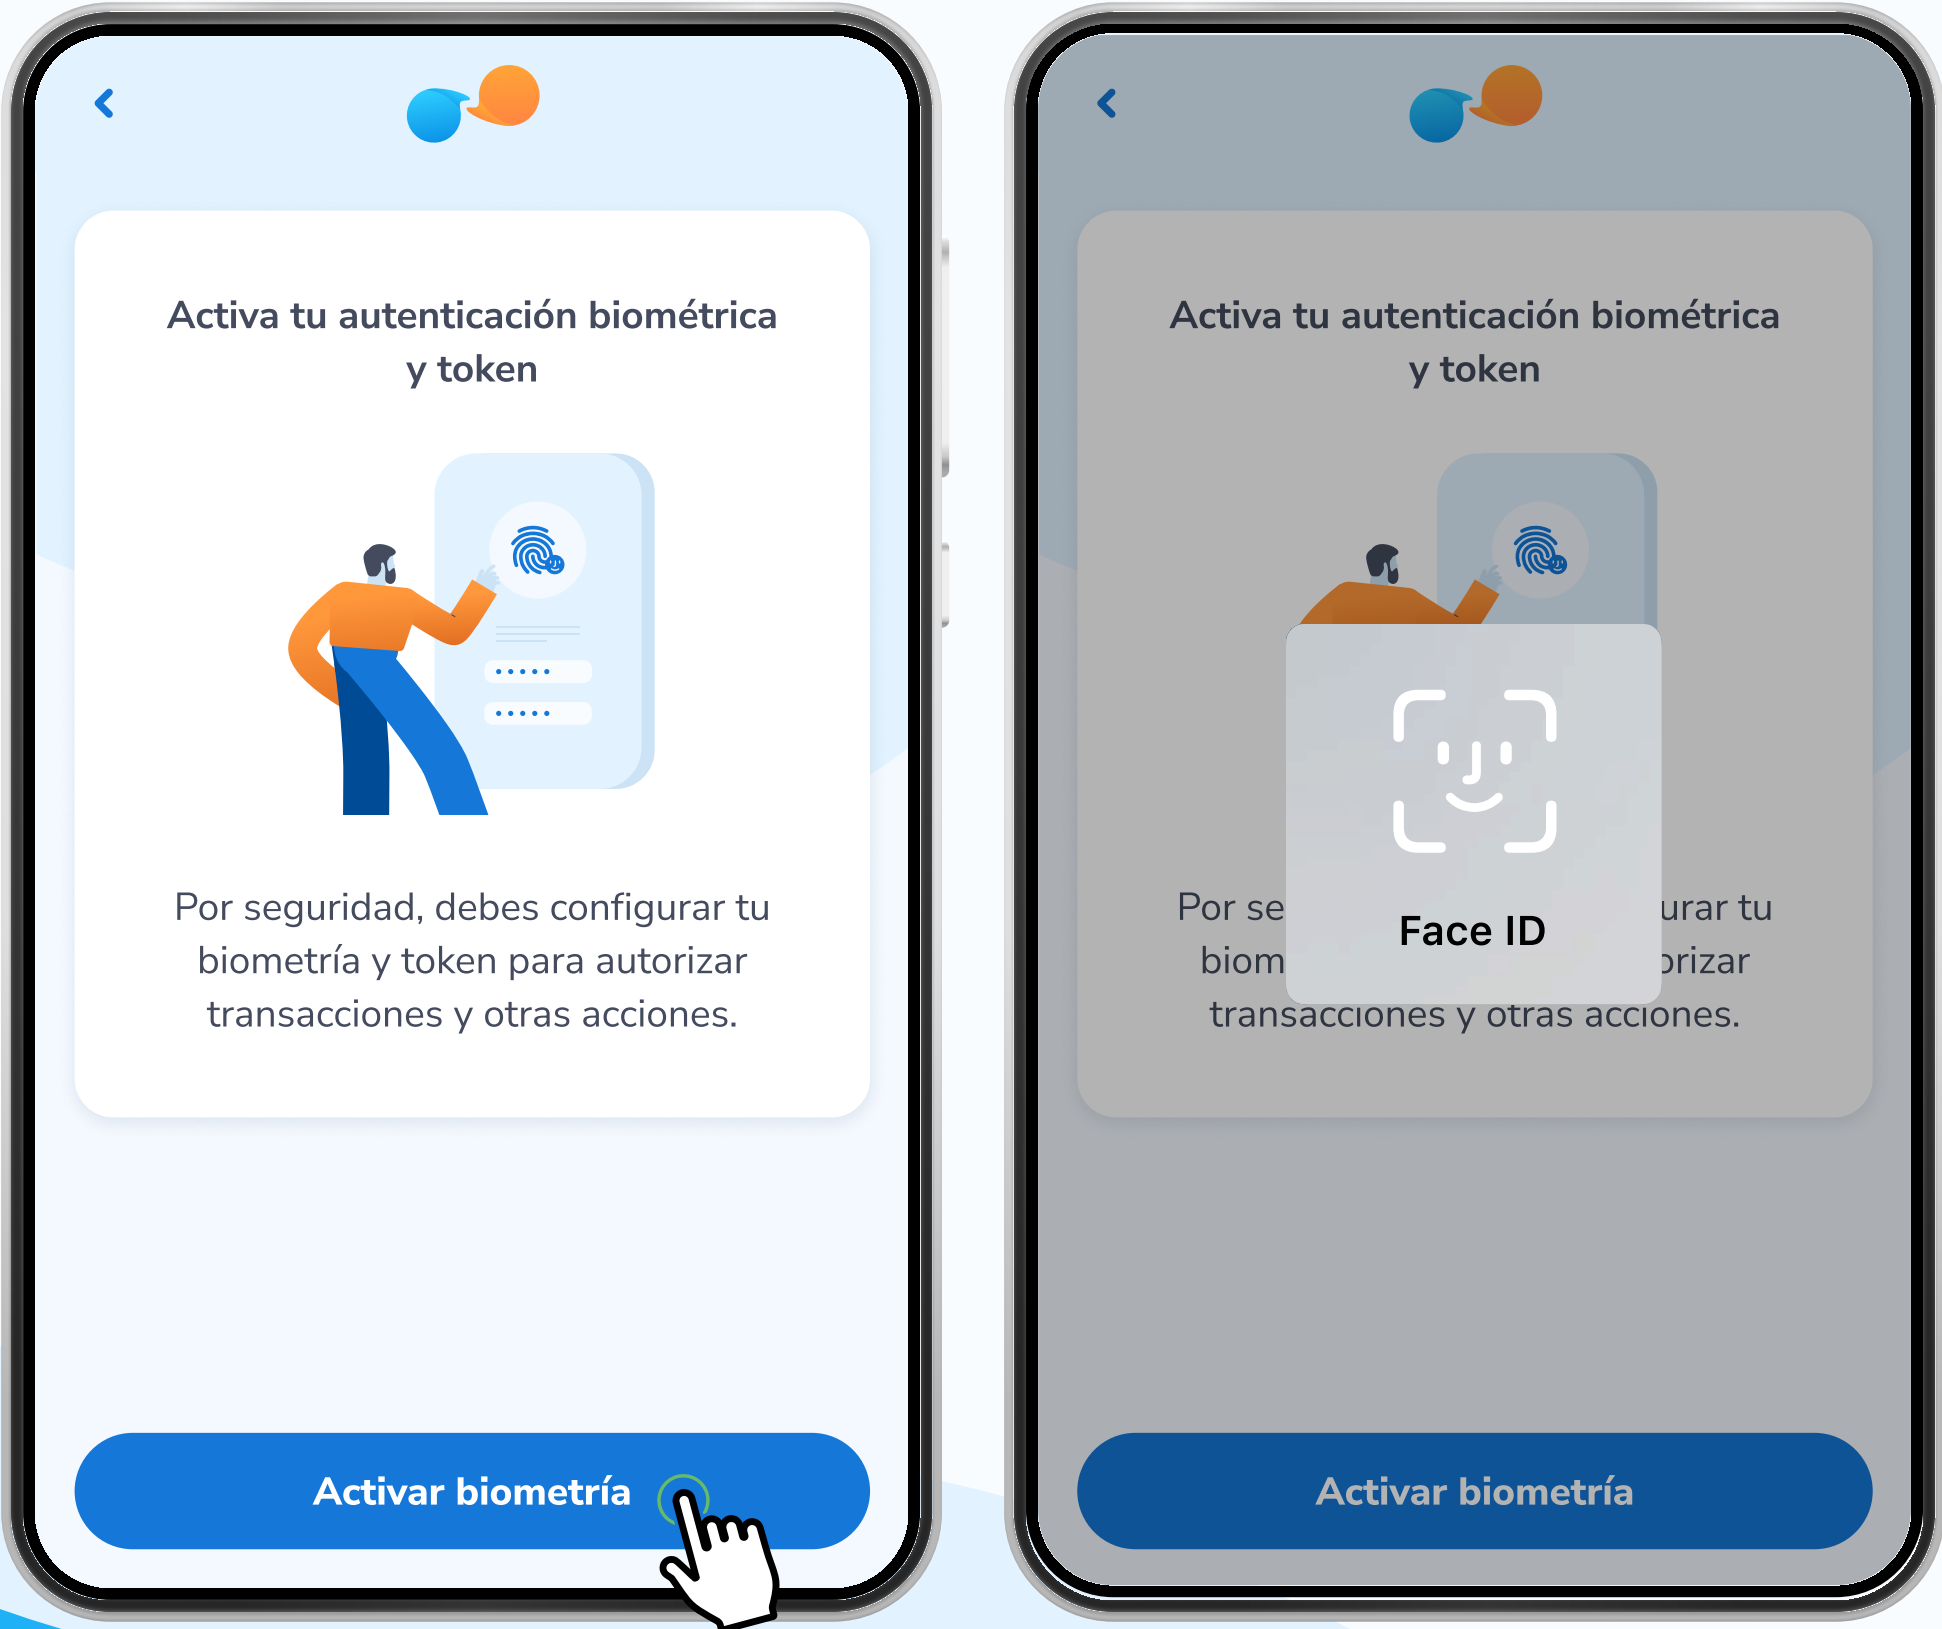 Activa tu autenticación biométrica
y token
Por seguridad, debes configurar tu
biometría y token para autorizar
transacciones y otras acciones.
Activar biometría
Activa tu autenticación biométrica
y token
Por se urar tu
biom orizar
transacciones y otras acciones.
Face ID
Activar biometría